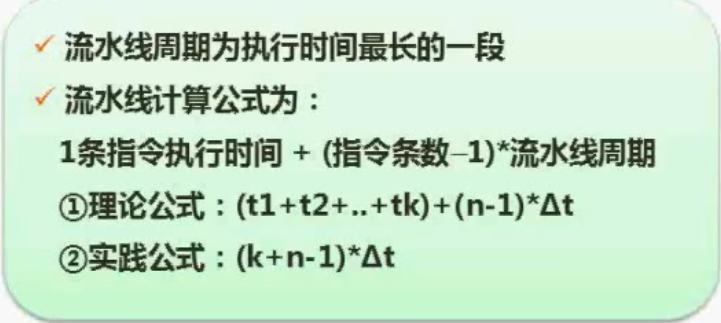 ✓ 流水线周期为执行时间最长的一段
✓ 流水线计算公式为：
1条指令执行时间 + (指令条数–1)*流水线周期
①理论公式：(t1+t2+..+tk)+(n-1)*Δt
②实践公式：(k+n-1)*Δt